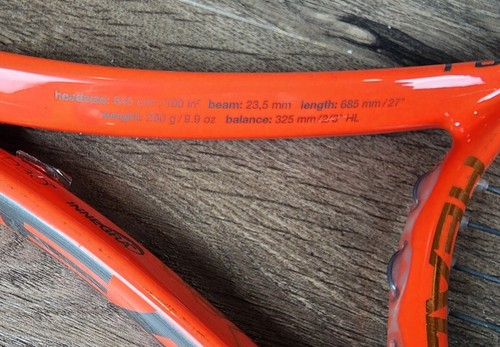 headsize: 645 cm² 100 in² beam: 23,5 mm length: 685 mm/27"
weight: 280 g/9.9 oz balance: 325 mm/2/3" HL